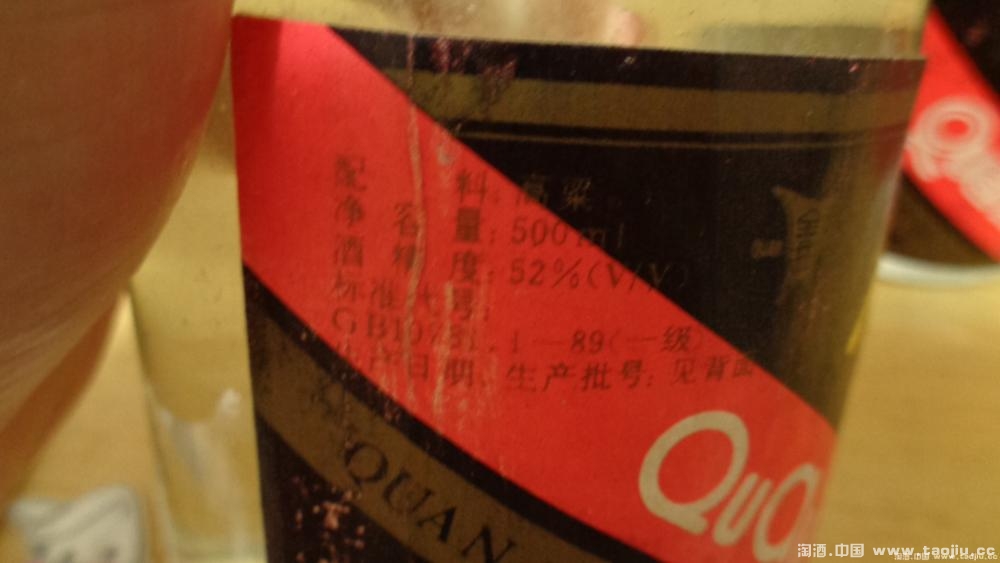 配 料：高粱
净 容 量：500ml
酒 精 度：52%(V/V)
标准代号：
GB10781.1—89(一级)
生产日期、生产批号：见背面
QuQ
QUAN
淘酒.中国 www.taojiu.cc